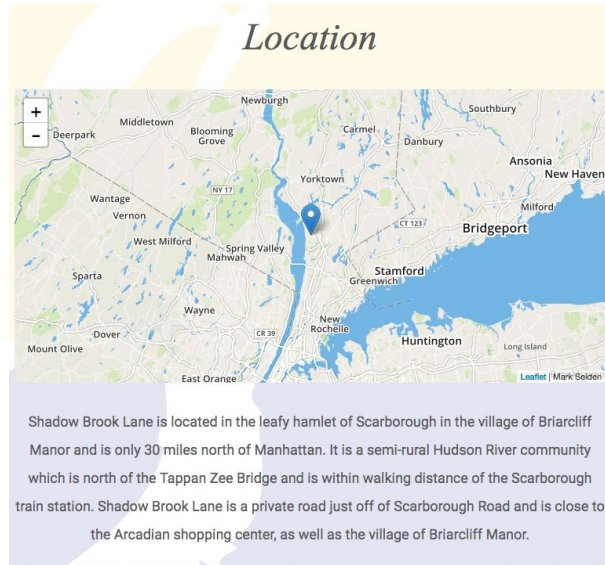 Location
+
−
Newburgh
Southbury
Middletown
Deerpark
Blooming
Grove
Carmel
Danbury
Ansonia
New Haven
Yorktown
NY 17
Wantage
Milford
Vernon
CT 123
Bridgeport
West Milford
Spring Valley
Mahwah
Stamford
Sparta
Greenwich
Wayne
New
Rochelle
CR 39
Dover
Huntington
Long Island
Mount Olive
East Orange
Leaflet | Mark Seiden
Shadow Brook Lane is located in the leafy hamlet of Scarborough in the village of Briarcliff
Manor and is only 30 miles north of Manhattan. It is a semi-rural Hudson River community
which is north of the Tappan Zee Bridge and is within walking distance of the Scarborough
train station. Shadow Brook Lane is a private road just off of Scarborough Road and is close to
the Arcadian shopping center, as well as the village of Briarcliff Manor.